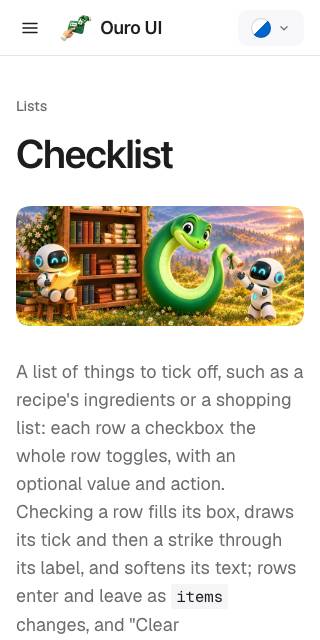 Ouro UI
Lists
Checklist
A list of things to tick off, such as a
recipe's ingredients or a shopping
list: each row a checkbox the
whole row toggles, with an
optional value and action.
Checking a row fills its box, draws
its tick and then a strike through
its label, and softens its text; rows
enter and leave as items
changes, and "Clear